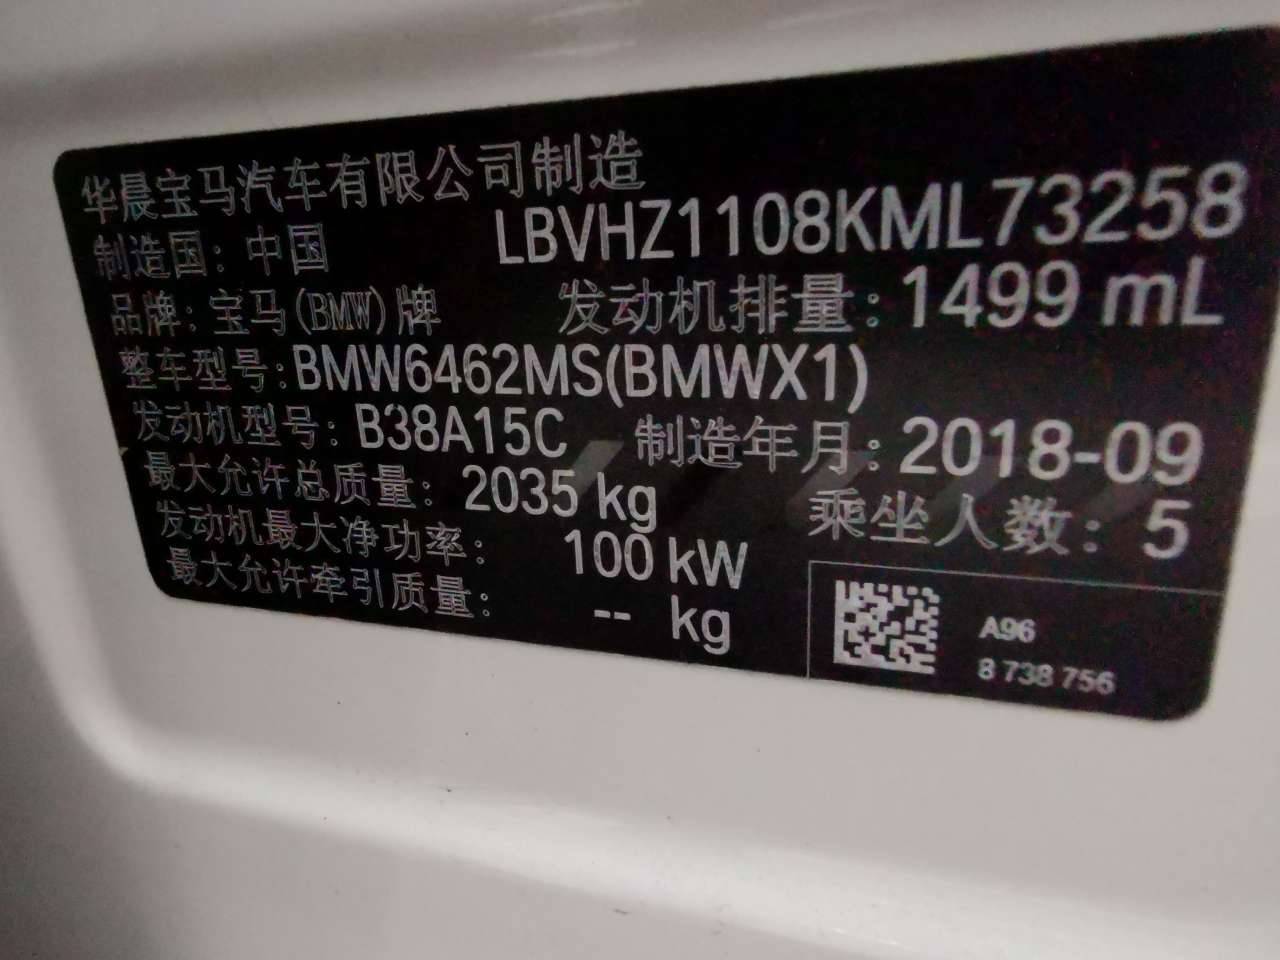 华晨宝马汽车有限公司制造
制造国：中国 LBVHZ1108KML73258
品牌：宝马(BMW)牌 发动机排量：1499 mL
整车型号：BMW6462MS(BMWX1)
发动机型号：B38A15C 制造年月：2018-09
最大允许总质量：2035 kg 乘坐人数：5
发动机最大净功率：100 kW
最大允许牵引质量：-- kg
A96
8 738 756